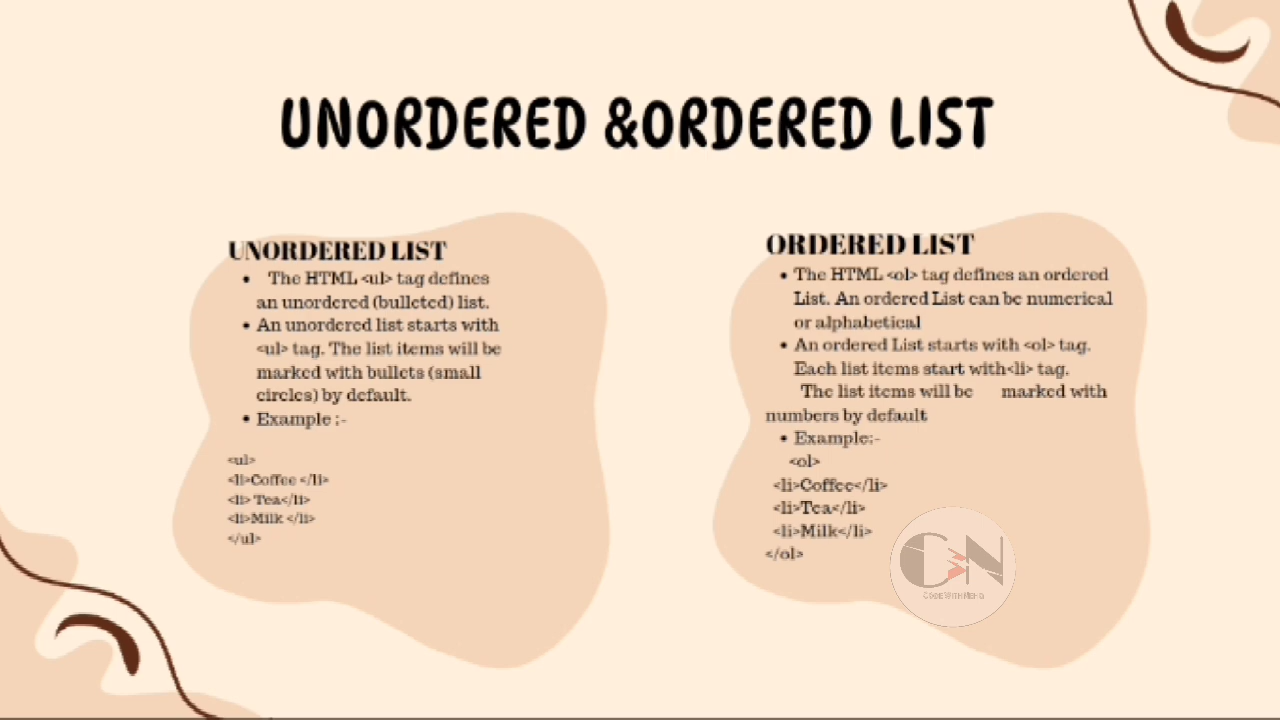 UNORDERED &ORDERED LIST
UNORDERED LIST
• The HTML <ul> tag defines
an unordered (bulleted) list.
• An unordered list starts with
<ul> tag. The list items will be
marked with bullets (small
circles) by default.
• Example :-
<ul>
<li>Coffee </li>
<li> Tea</li>
<li>Milk </li>
</ul>
ORDERED LIST
• The HTML <ol> tag defines an ordered
List. An ordered List can be numerical
or alphabetical
• An ordered List starts with <ol> tag.
Each list items start with<li> tag.
The list items will be marked with
numbers by default
• Example:-
<ol>
<li>Coffee</li>
<li>Tea</li>
<li>Milk</li>
</ol>